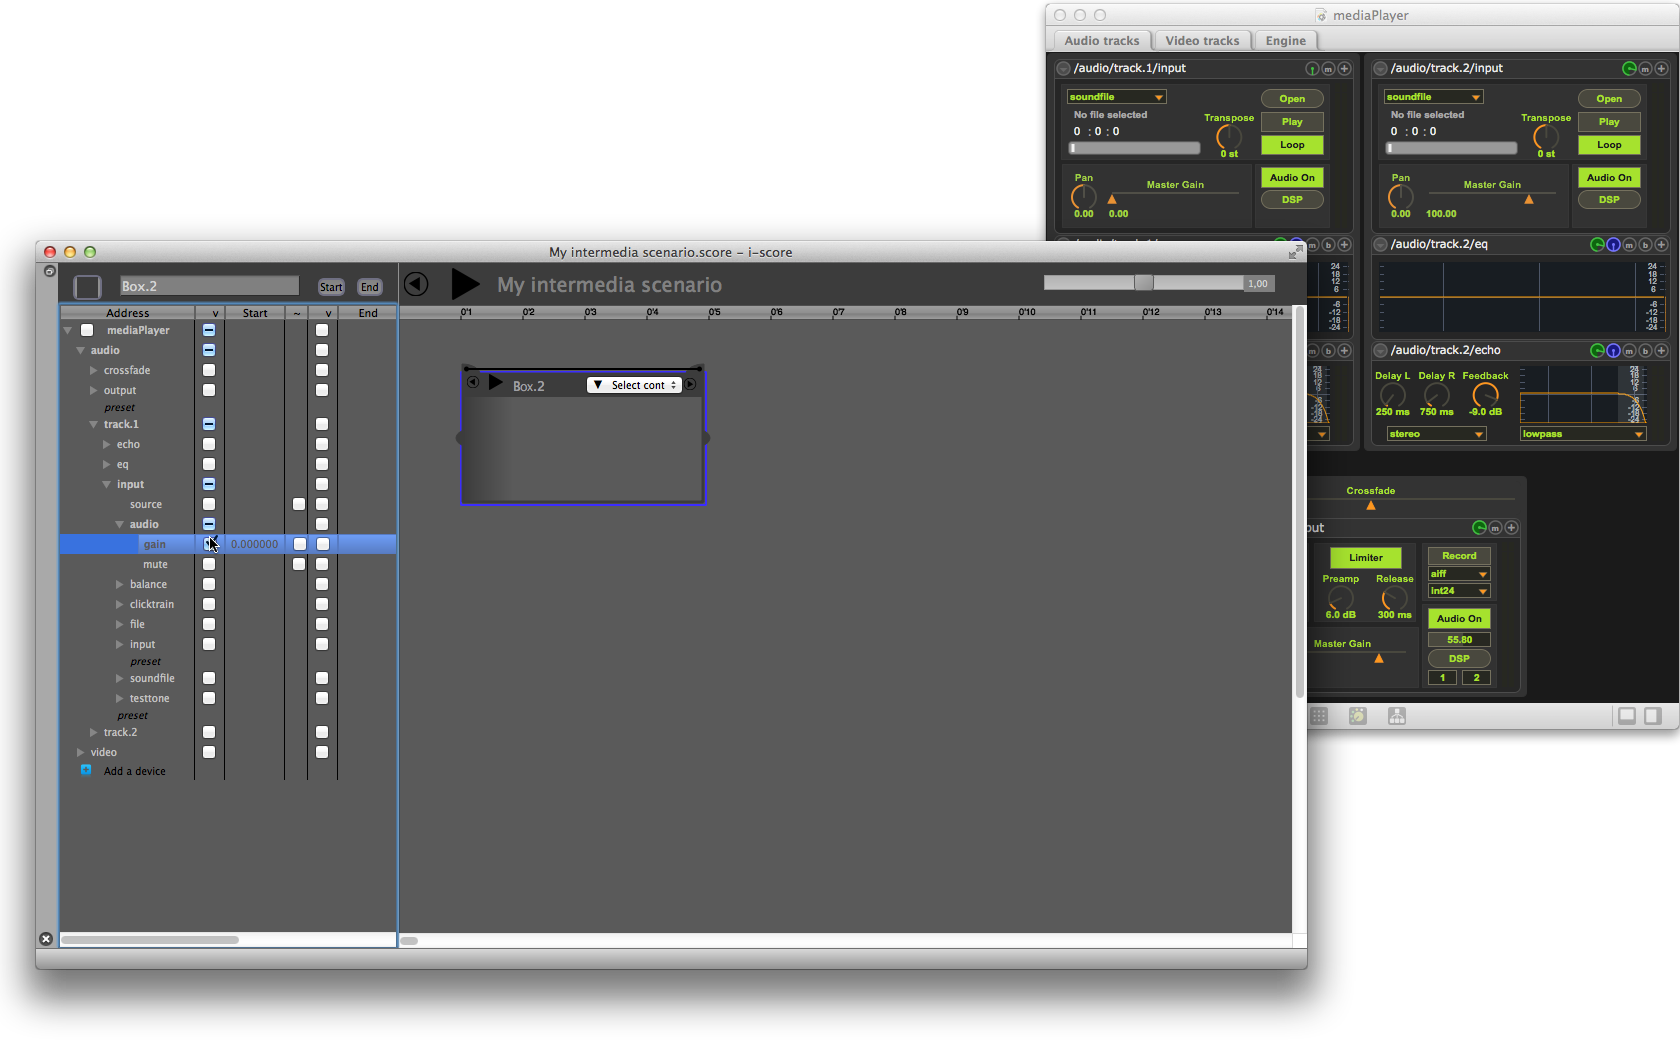 mediaPlayer
Audio tracks Video tracks Engine
/audio/track.1/input m +
soundfile Open
No file selected Transpose Play
0 : 0 : 0
0 st Loop
Pan Master Gain Audio On
0.00 0.00 DSP
/audio/track.2/input m +
soundfile Open
No file selected Transpose Play
0 : 0 : 0
0 st Loop
Pan Master Gain Audio On
0.00 100.00 DSP
m b +
24
18
12
6
-6
-12
-18
-24
/audio/track.2/eq m b +
24
18
12
6
-6
-12
-18
-24
m b +
/audio/track.2/echo m b +
Delay L Delay R Feedback
250 ms 750 ms -9.0 dB
stereo lowpass
Crossfade
out m +
Limiter Record
Preamp Release aiff
int24
6.0 dB 300 ms
Audio On
Master Gain 55.80
DSP
1 2
My intermedia scenario.score – i-score
Box.2 Start End
My intermedia scenario 1,00
Address v Start ~ v End
0'1 0'2 0'3 0'4 0'5 0'6 0'7 0'8 0'9 0'10 0'11 0'12 0'13 0'14
mediaPlayer
audio
crossfade
output
preset
track.1
echo
eq
input
source
audio
gain 0.000000
mute
balance
clicktrain
file
input
preset
soundfile
testtone
preset
track.2
video
Add a device
Box.2 Select cont